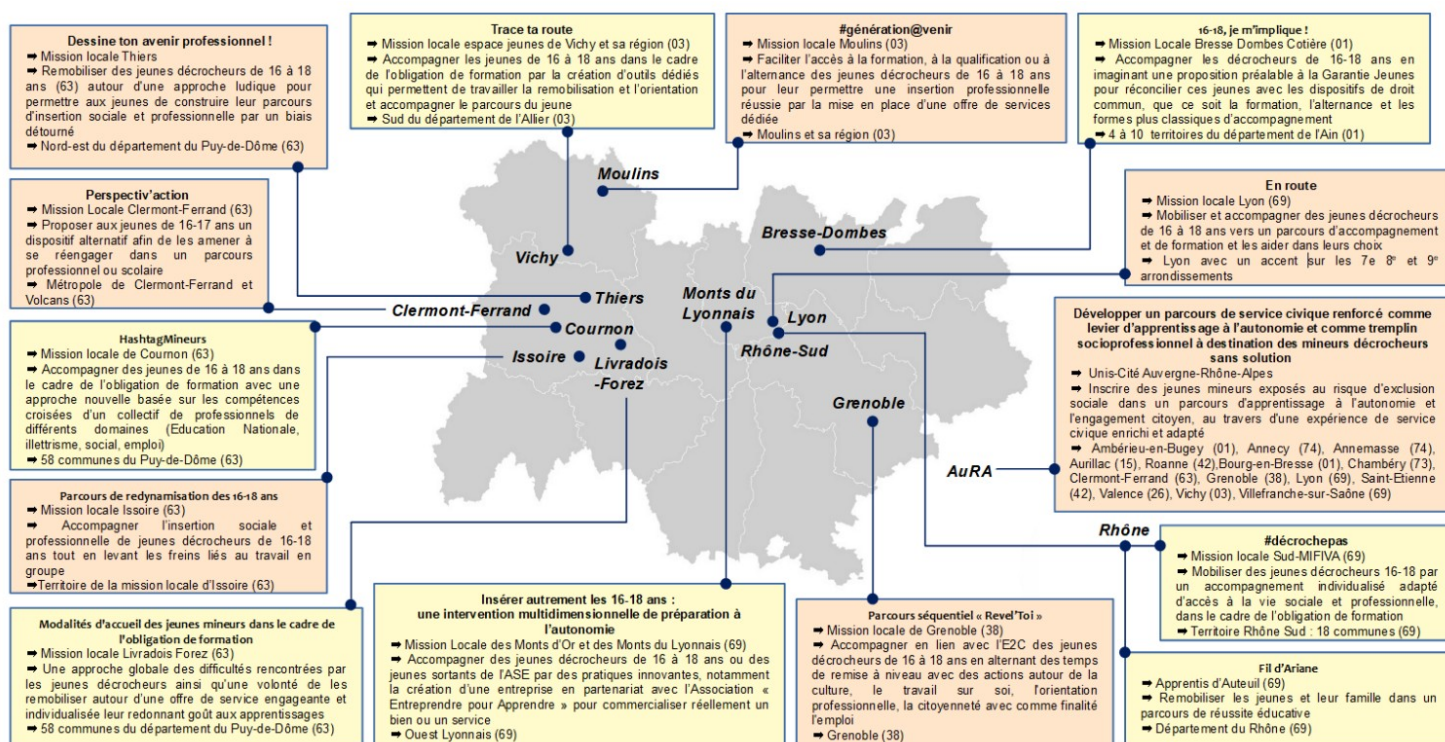 Dessine ton avenir professionnel !
➡ Mission locale Thiers
➡ Remobiliser des jeunes décrocheurs de 16 à 18
ans (63) autour d'une approche ludique pour
permettre aux jeunes de construire leur parcours
d'insertion sociale et professionnelle par un biais
détourné
➡ Nord-est du département du Puy-de-Dôme (63)
Trace ta route
➡ Mission locale espace jeunes de Vichy et sa région (03)
➡ Accompagner les jeunes de 16 à 18 ans dans le cadre
de l'obligation de formation par la création d'outils dédiés
qui permettent de travailler la remobilisation et l'orientation
et accompagner le parcours du jeune
➡ Sud du département de l'Allier (03)
#génération@venir
➡ Mission locale Moulins (03)
➡ Faciliter l'accès à la formation, à la qualification ou à
l'alternance des jeunes décrocheurs de 16 à 18 ans
pour leur permettre une insertion professionnelle
réussie par la mise en place d'une offre de services
dédiée
➡ Moulins et sa région (03)
16-18, je m'implique !
➡ Mission Locale Bresse Dombes Cotière (01)
➡ Accompagner les décrocheurs de 16-18 ans en
imaginant une proposition préalable à la Garantie Jeunes
pour réconcilier ces jeunes avec les dispositifs de droit
commun, que ce soit la formation, l'alternance et les
formes plus classiques d'accompagnement
➡ 4 à 10 territoires du département de l'Ain (01)
Perspectiv'action
➡ Mission Locale Clermont-Ferrand (63)
➡ Proposer aux jeunes de 16-17 ans un
dispositif alternatif afin de les amener à
se réengager dans un parcours
professionnel ou scolaire
➡ Métropole de Clermont-Ferrand et
Volcans (63)
En route
➡ Mission locale Lyon (69)
➡ Mobiliser et accompagner des jeunes décrocheurs
de 16 à 18 ans vers un parcours d'accompagnement
et de formation et les aider dans leurs choix
➡ Lyon avec un accent sur les 7e 8e et 9e
arrondissements
Moulins
Vichy
Bresse-Dombes
Thiers
Clermont-Ferrand
Cournon
Issoire
Livradois
-Forez
Monts du
Lyonnais
Lyon
Rhône-Sud
Grenoble
AuRA
Rhône
HashtagMineurs
➡ Mission locale de Cournon (63)
➡ Accompagner des jeunes de 16 à 18 ans dans
le cadre de l'obligation de formation avec une
approche nouvelle basée sur les compétences
croisées d'un collectif de professionnels de
différents domaines (Education Nationale,
illettrisme, social, emploi)
➡ 58 communes du Puy-de-Dôme (63)
Développer un parcours de service civique renforcé comme
levier d'apprentissage à l'autonomie et comme tremplin
socioprofessionnel à destination des mineurs décrocheurs
sans solution
➡ Unis-Cité Auvergne-Rhône-Alpes
➡ Inscrire des jeunes mineurs exposés au risque d'exclusion
sociale dans un parcours d'apprentissage à l'autonomie et
l'engagement citoyen, au travers d'une expérience de service
civique enrichi et adapté
➡ Ambérieu-en-Bugey (01), Annecy (74), Annemasse (74),
Aurillac (15), Roanne (42),Bourg-en-Bresse (01), Chambéry (73),
Clermont-Ferrand (63), Grenoble (38), Lyon (69), Saint-Etienne
(42), Valence (26), Vichy (03), Villefranche-sur-Saône (69)
Parcours de redynamisation des 16-18 ans
➡ Mission locale Issoire (63)
➡ Accompagner l'insertion sociale et
professionnelle de jeunes décrocheurs de 16-18
ans tout en levant les freins liés au travail en
groupe
➡Territoire de la mission locale d'Issoire (63)
#décrochepas
➡ Mission locale Sud-MIFIVA (69)
➡ Mobiliser des jeunes décrocheurs 16-18 par
un accompagnement individualisé adapté
d'accès à la vie sociale et professionnelle,
dans le cadre de l'obligation de formation
➡ Territoire Rhône Sud : 18 communes (69)
Modalités d'accueil des jeunes mineurs dans le cadre de
l'obligation de formation
➡ Mission locale Livradois Forez (63)
➡ Une approche globale des difficultés rencontrées par
les jeunes décrocheurs ainsi qu'une volonté de les
remobiliser autour d'une offre de service engageante et
individualisée leur redonnant goût aux apprentissages
➡ 58 communes du département du Puy-de-Dôme (63)
Insérer autrement les 16-18 ans :
une intervention multidimensionnelle de préparation à
l'autonomie
➡ Mission Locale des Monts d'Or et des Monts du Lyonnais (69)
➡ Accompagner des jeunes décrocheurs de 16 à 18 ans ou des
jeunes sortants de l'ASE par des pratiques innovantes, notamment
la création d'une entreprise en partenariat avec l'Association «
Entreprendre pour Apprendre » pour commercialiser réellement un
bien ou un service
➡ Ouest Lyonnais (69)
Parcours séquentiel « Revel'Toi »
➡ Mission locale de Grenoble (38)
➡ Accompagner en lien avec l'E2C des jeunes
décrocheurs de 16 à 18 ans en alternant des temps
de remise à niveau avec des actions autour de la
culture, le travail sur soi, l'orientation
professionnelle, la citoyenneté avec comme finalité
l'emploi
➡ Grenoble (38)
Fil d'Ariane
➡ Apprentis d'Auteuil (69)
➡ Remobiliser les jeunes et leur famille dans un
parcours de réussite éducative
➡ Département du Rhône (69)